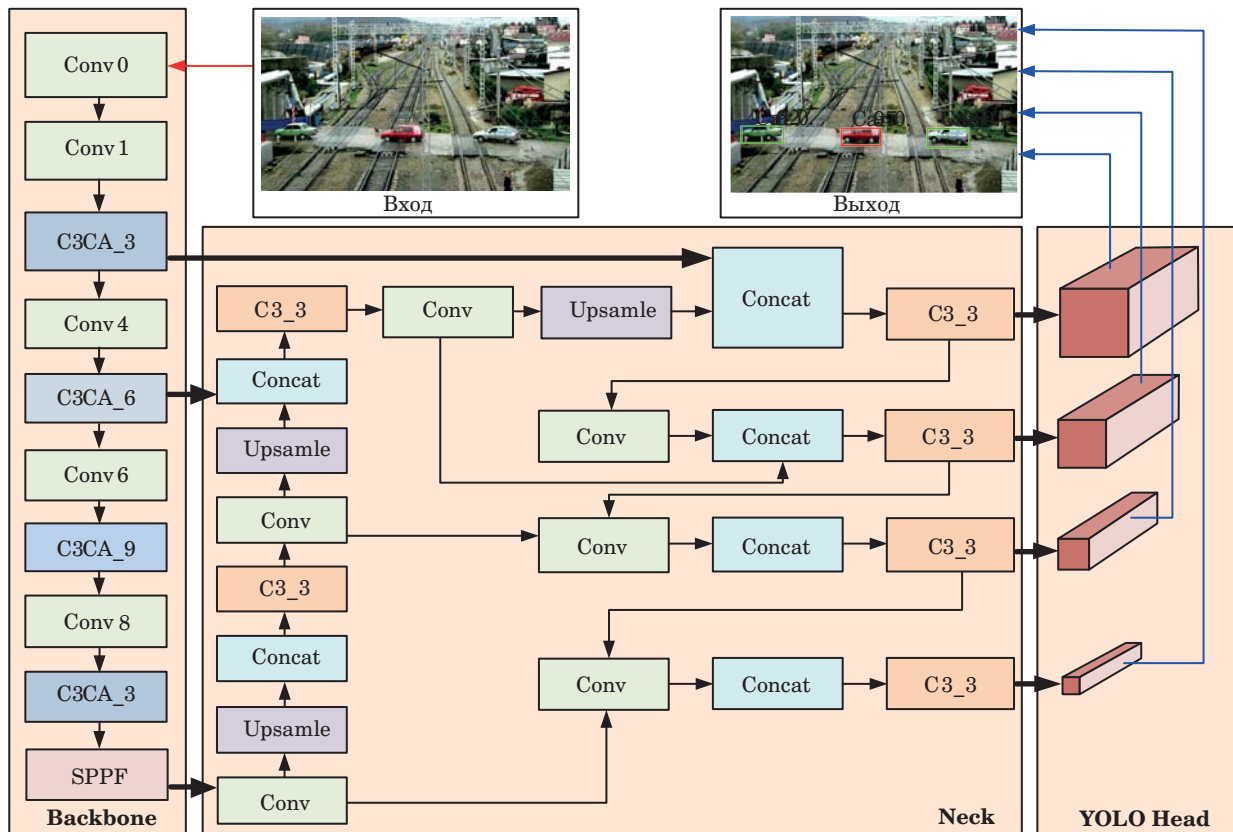 Conv 0
Conv 1
C3CA_3
Conv 4
C3CA_6
Conv 6
C3CA_9
Conv 8
C3CA_3
SPPF
Backbone
Вход
Выход
C3_3
Conv
Upsamle
Concat
C3_3
Concat
Upsamle
Conv
C3_3
Concat
Upsamle
Conv
Conv
Concat
C3_3
Conv
Concat
C3_3
Conv
Concat
C3_3
Neck
YOLO Head